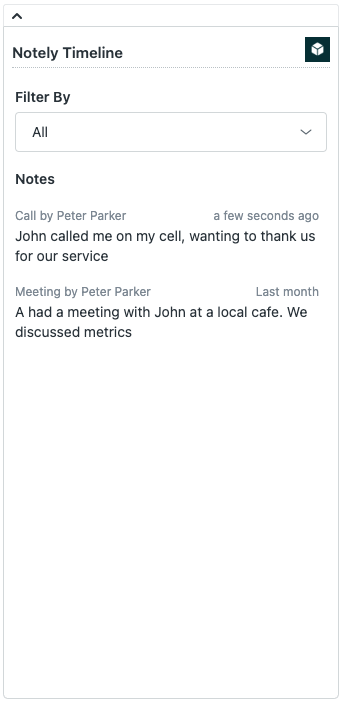 Notely Timeline
Filter By
All
Notes
Call by Peter Parker a few seconds ago
John called me on my cell, wanting to thank us
for our service
Meeting by Peter Parker Last month
A had a meeting with John at a local cafe. We
discussed metrics